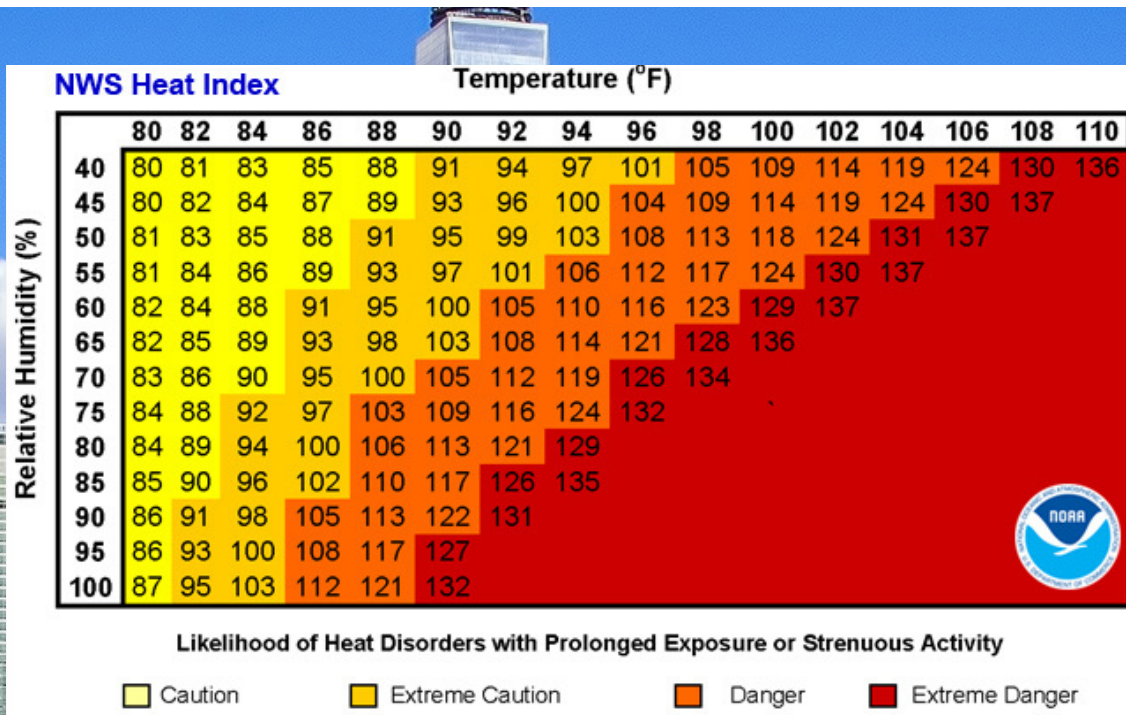 NWS Heat Index
Temperature (°F)
80 82 84 86 88 90 92 94 96 98 100 102 104 106 108 110
Relative Humidity (%)
40 80 81 83 85 88 91 94 97 101 105 109 114 119 124 130 136
45 80 82 84 87 89 93 96 100 104 109 114 119 124 130 137
50 81 83 85 88 91 95 99 103 108 113 118 124 131 137
55 81 84 86 89 93 97 101 106 112 117 124 130 137
60 82 84 88 91 95 100 105 110 116 123 129 137
65 82 85 89 93 98 103 108 114 121 128 136
70 83 86 90 95 100 105 112 119 126 134
75 84 88 92 97 103 109 116 124 132
80 84 89 94 100 106 113 121 129
85 85 90 96 102 110 117 126 135
90 86 91 98 105 113 122 131
95 86 93 100 108 117 127
100 87 95 103 112 121 132
NOAA
NATIONAL OCEANIC AND ATMOSPHERIC ADMINISTRATION
U.S. DEPARTMENT OF COMMERCE
Likelihood of Heat Disorders with Prolonged Exposure or Strenuous Activity
Caution Extreme Caution Danger Extreme Danger